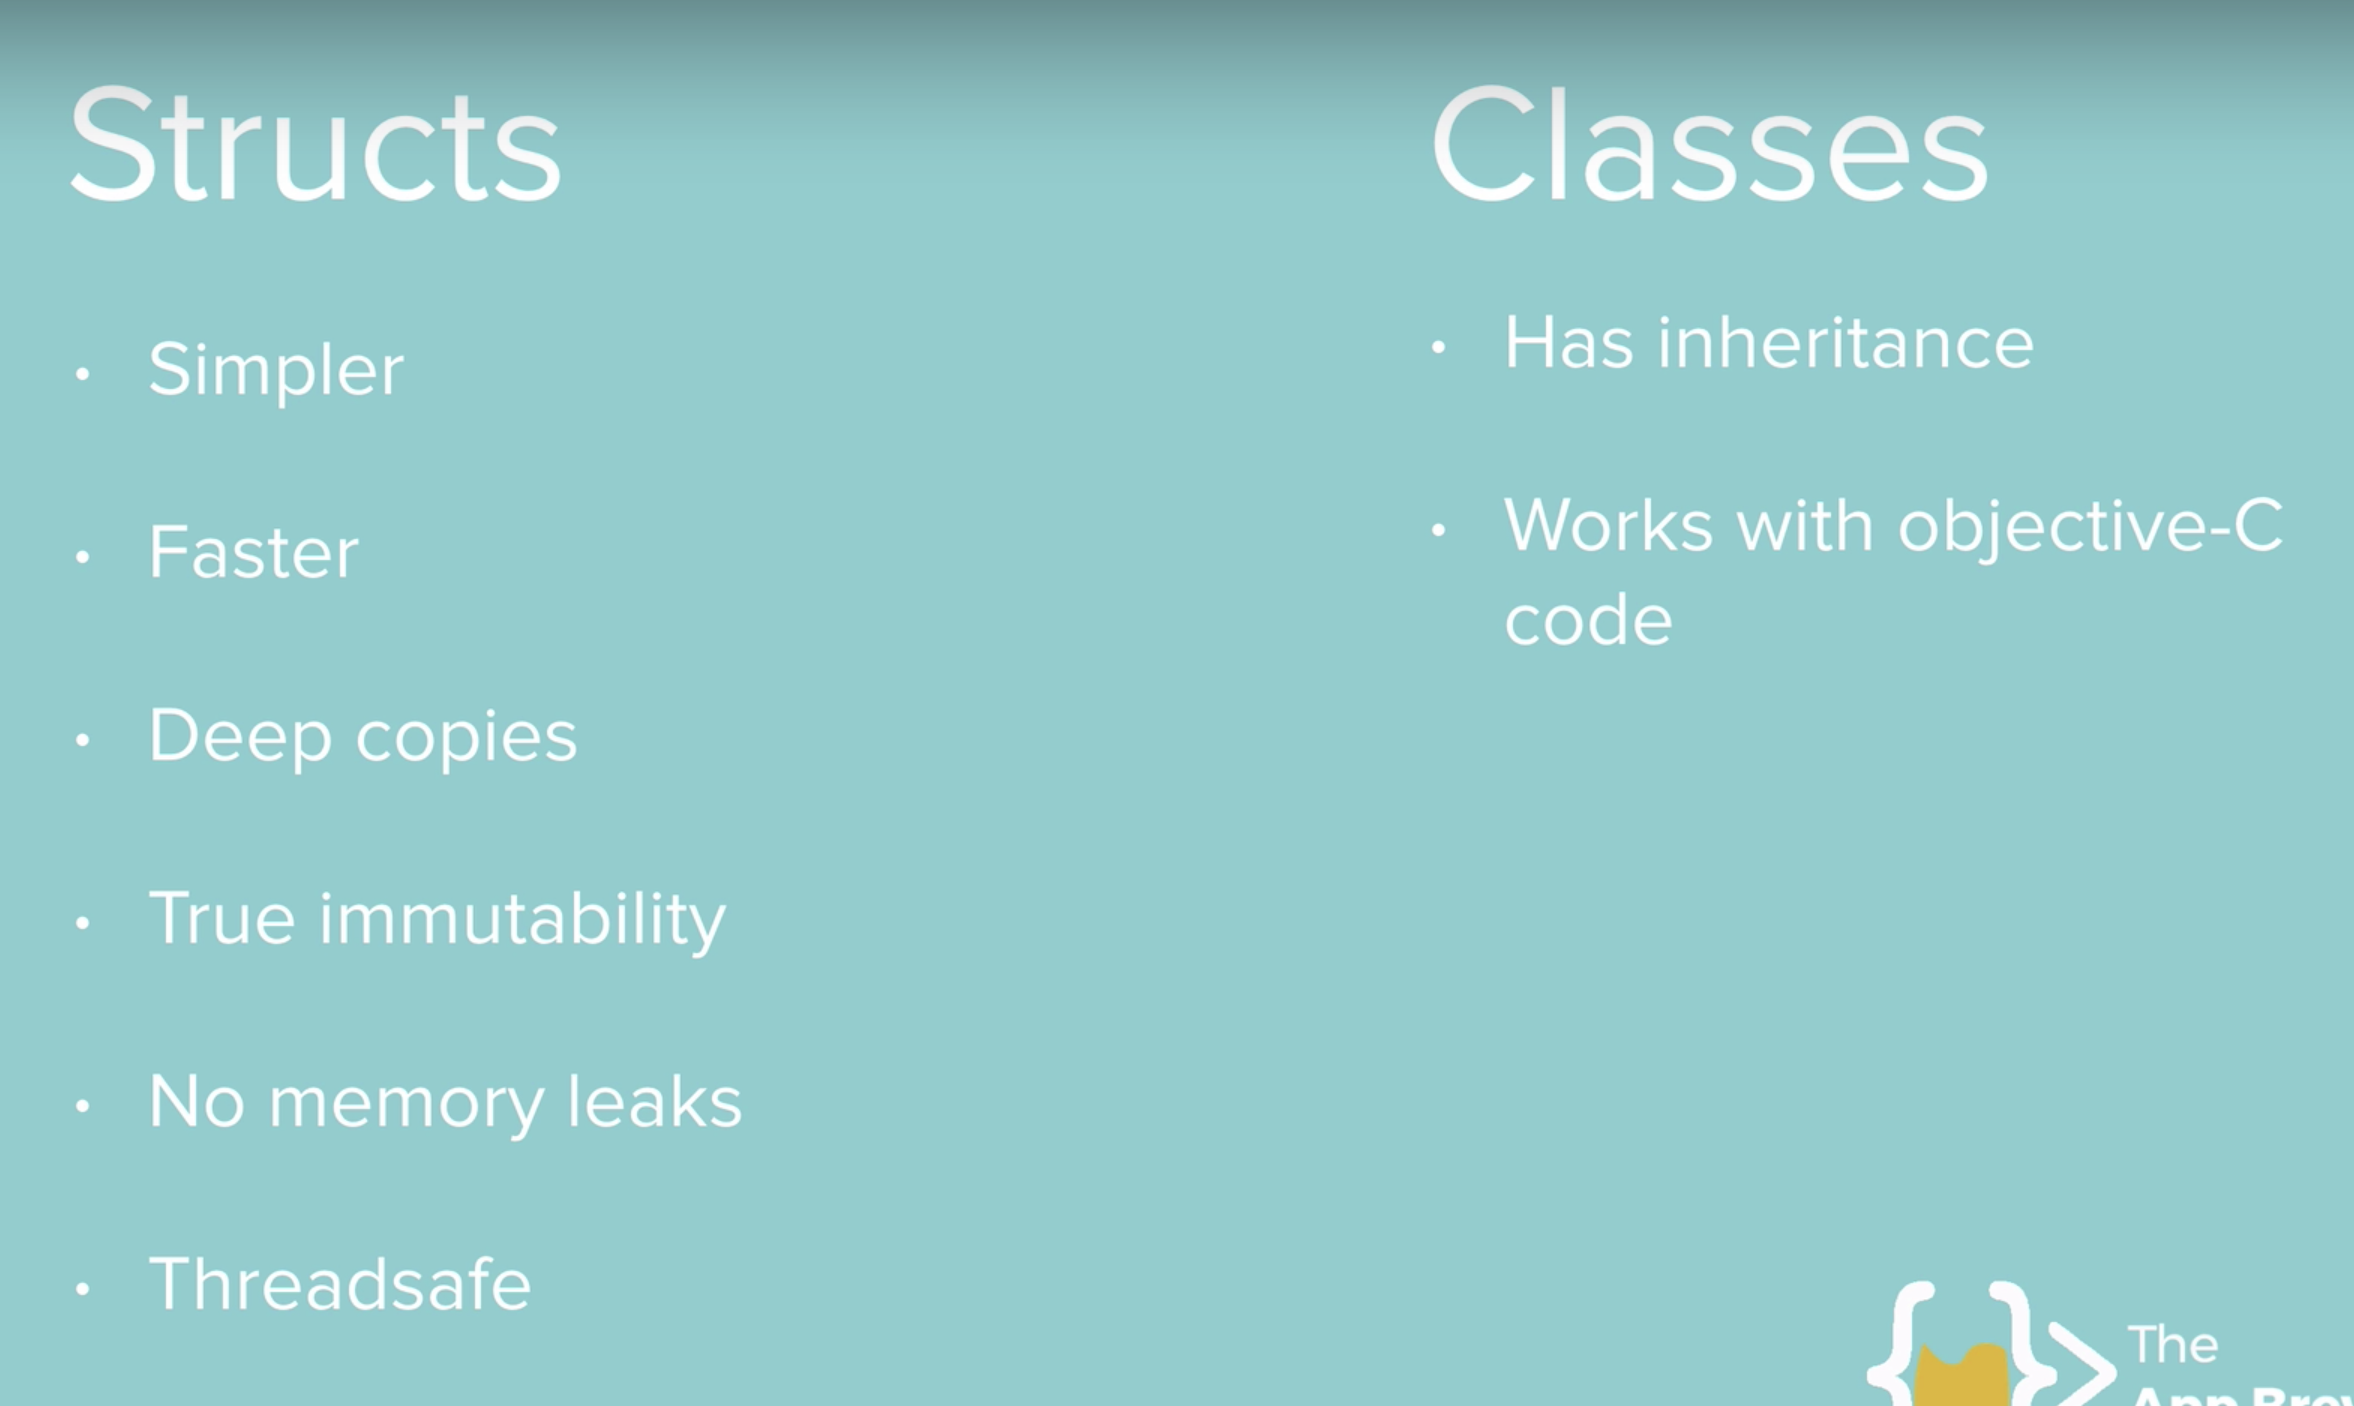 Structs
• Simpler
• Faster
• Deep copies
• True immutability
• No memory leaks
• Threadsafe
Classes
• Has inheritance
• Works with objective-C
code
The
App